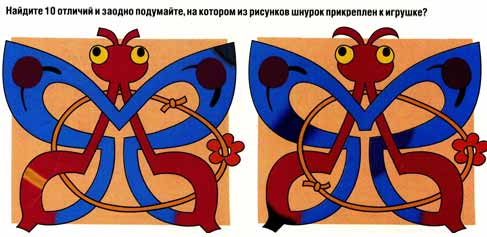 Найдите 10 отличий и заодно подумайте, на котором из рисунков шнурок прикреплен к игрушке?